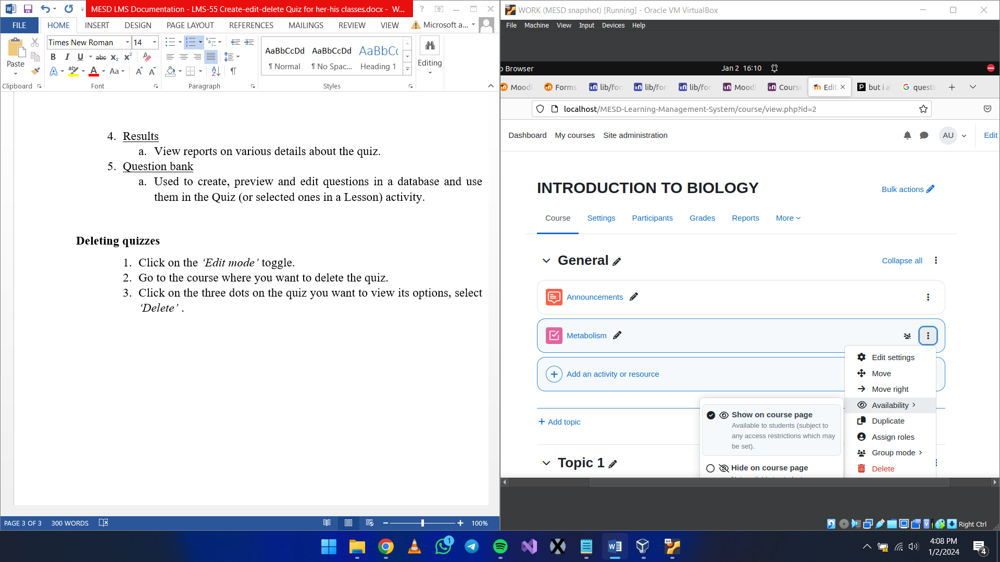 MESD LMS Documentation - LMS-55 Create-edit-delete Quiz for her-his classes.docx - W...
FILE HOME INSERT DESIGN PAGE LAYOUT REFERENCES MAILINGS REVIEW VIEW Microsoft a...
Times New Roman 14
Paste
Clipboard Font Paragraph Styles
AaBbCcDd AaBbCcDd AaBbCc
¶ Normal ¶ No Spac... Heading 1
Editing
4. Results
a. View reports on various details about the quiz.
5. Question bank
a. Used to create, preview and edit questions in a database and use
them in the Quiz (or selected ones in a Lesson) activity.
Deleting quizzes
1. Click on the ‘Edit mode’ toggle.
2. Go to the course where you want to delete the quiz.
3. Click on the three dots on the quiz you want to view its options, select
‘Delete’ .
PAGE 3 OF 3 300 WORDS 100%
WORK (MESD snapshot) [Running] - Oracle VM VirtualBox
File Machine View Input Devices Help
Browser Jan 2 16:10
Mood Forms lib/for lib/for lib/for Mood Course Edit but i a questi
localhost/MESD-Learning-Management-System/course/view.php?id=2
Dashboard My courses Site administration AU Edit
INTRODUCTION TO BIOLOGY
Bulk actions
Course Settings Participants Grades Reports More
General
Collapse all
Announcements
Metabolism
Add an activity or resource
Add topic
Topic 1
Edit settings
Move
Move right
Availability
Duplicate
Assign roles
Group mode
Delete
Show on course page
Available to students (subject to
any access restrictions which may
be set).
Hide on course page
Right Ctrl
1
4:08 PM
1/2/2024
4